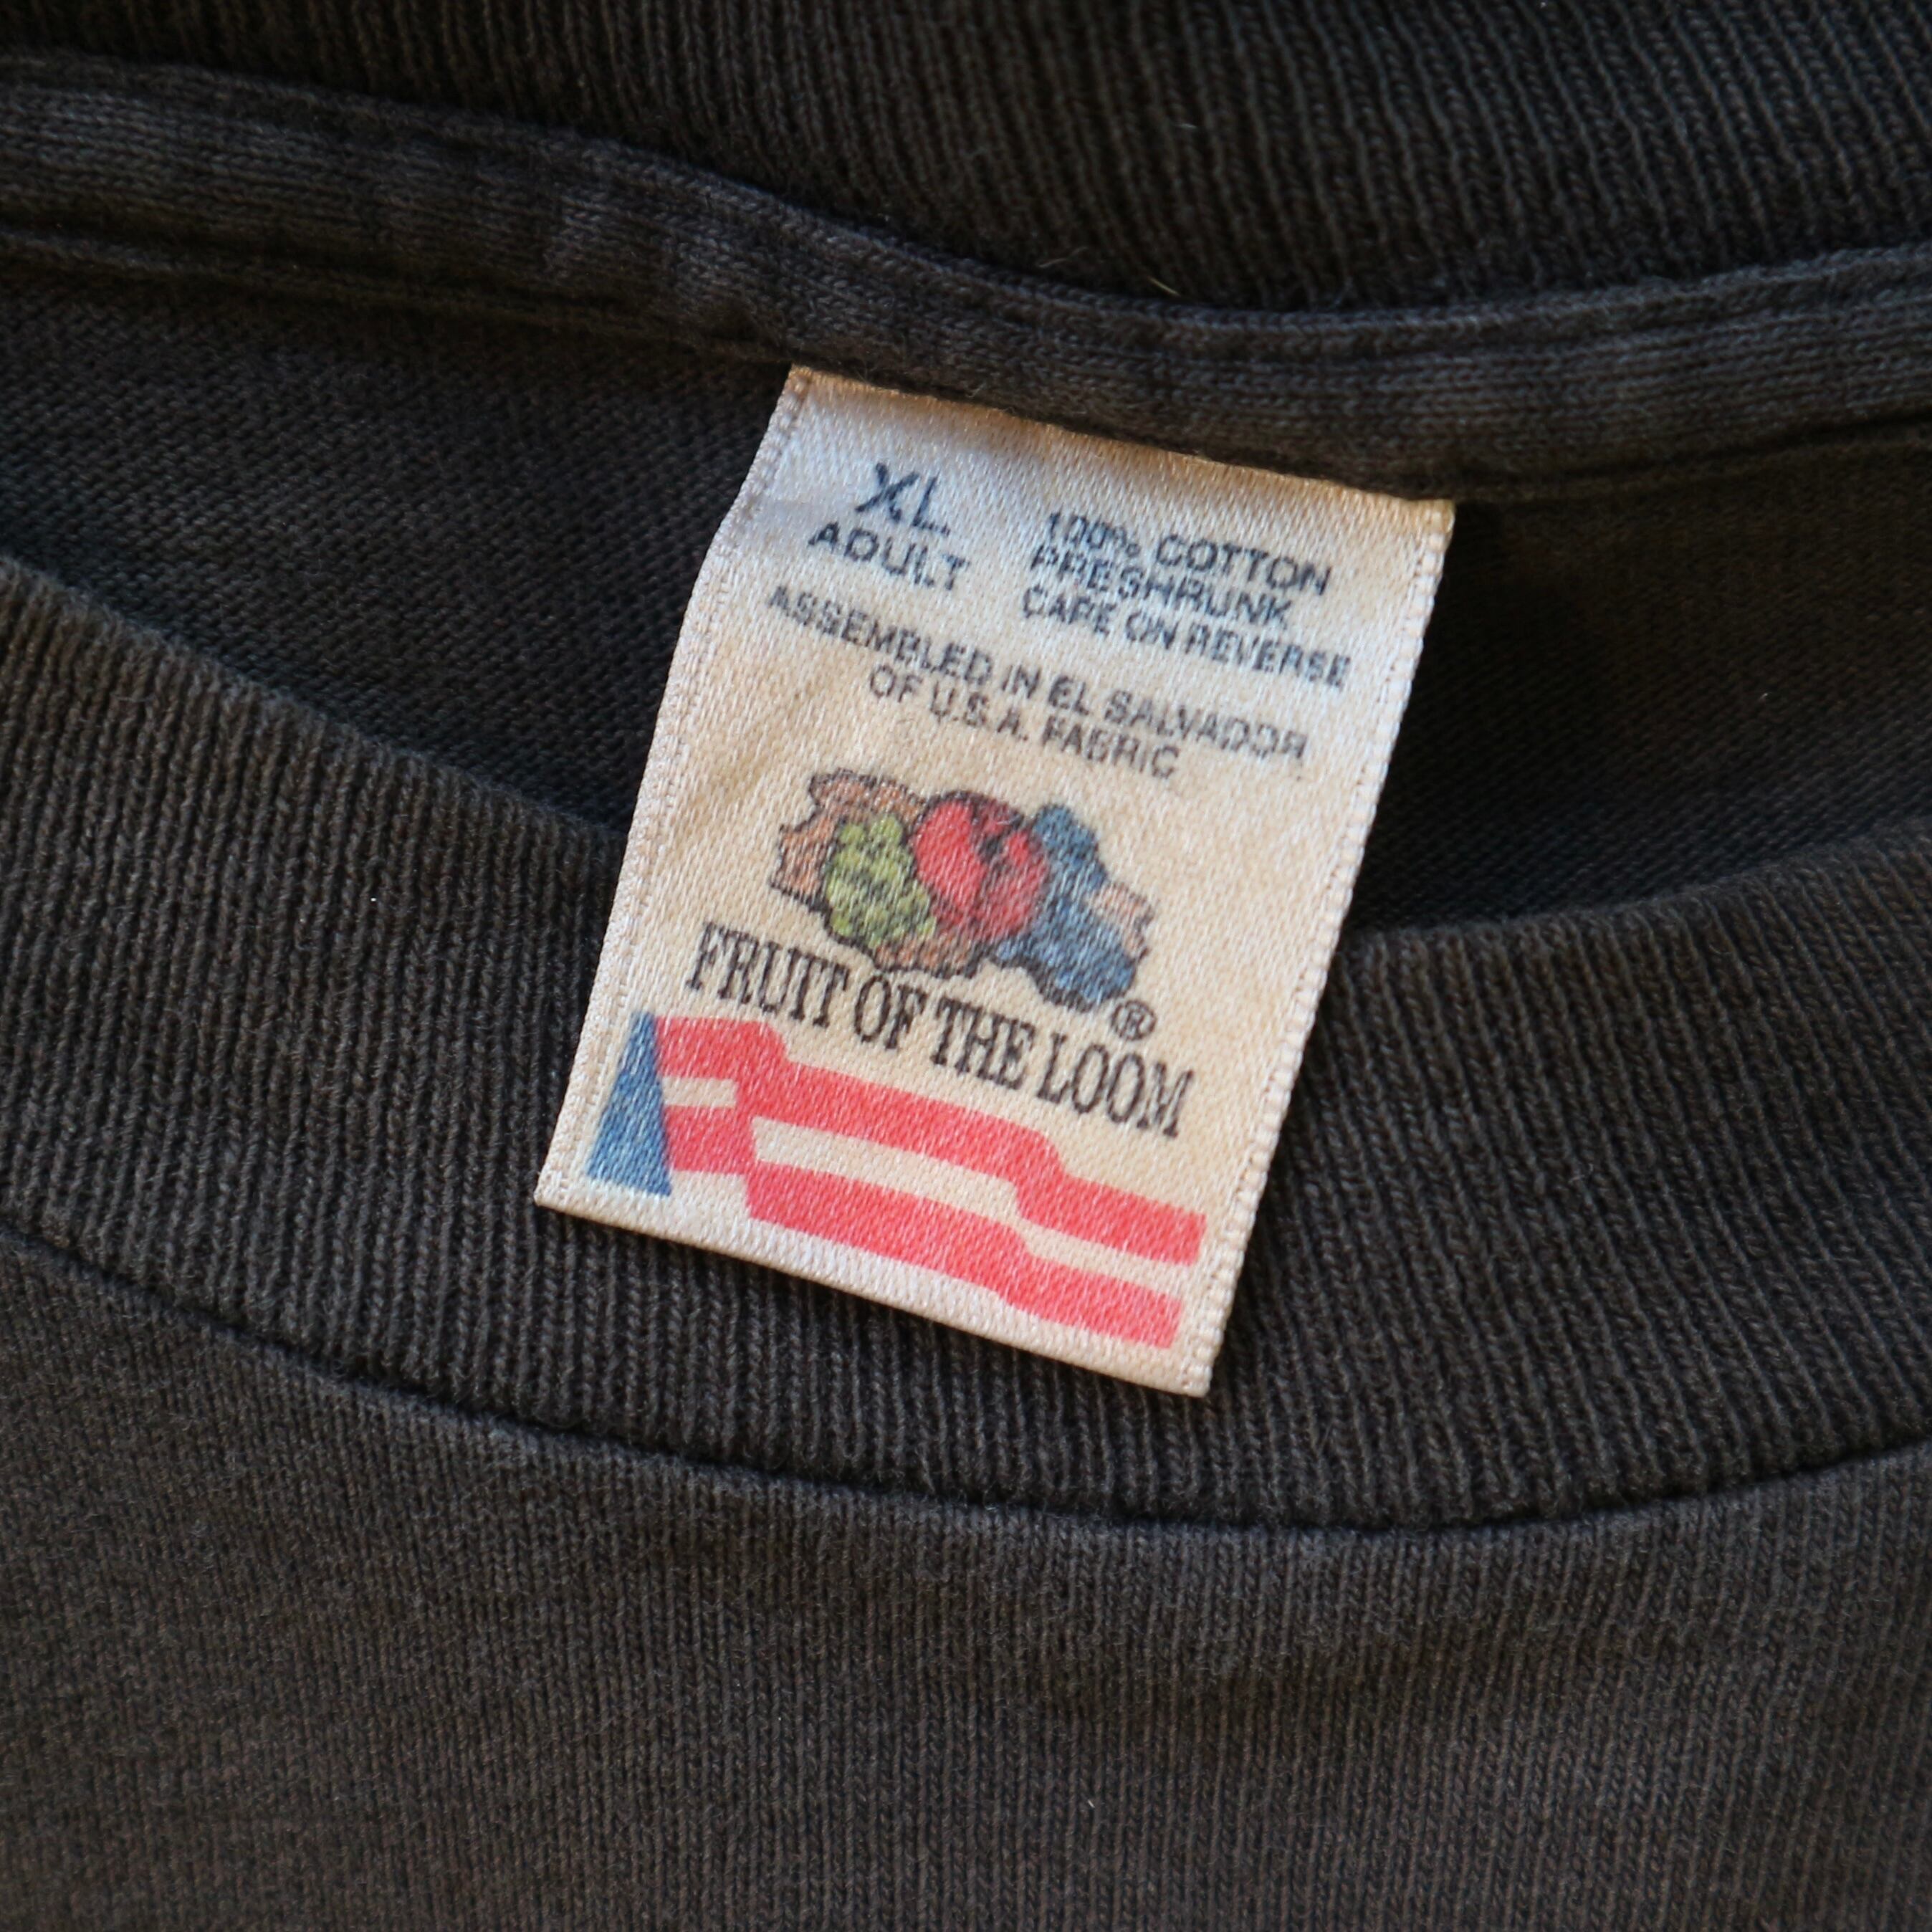 XL
ADULT
100% COTTON
PRESHRUNK
CARE ON REVERSE
ASSEMBLED IN EL SALVADOR
OF U.S.A. FABRIC
FRUIT OF THE LOOM®